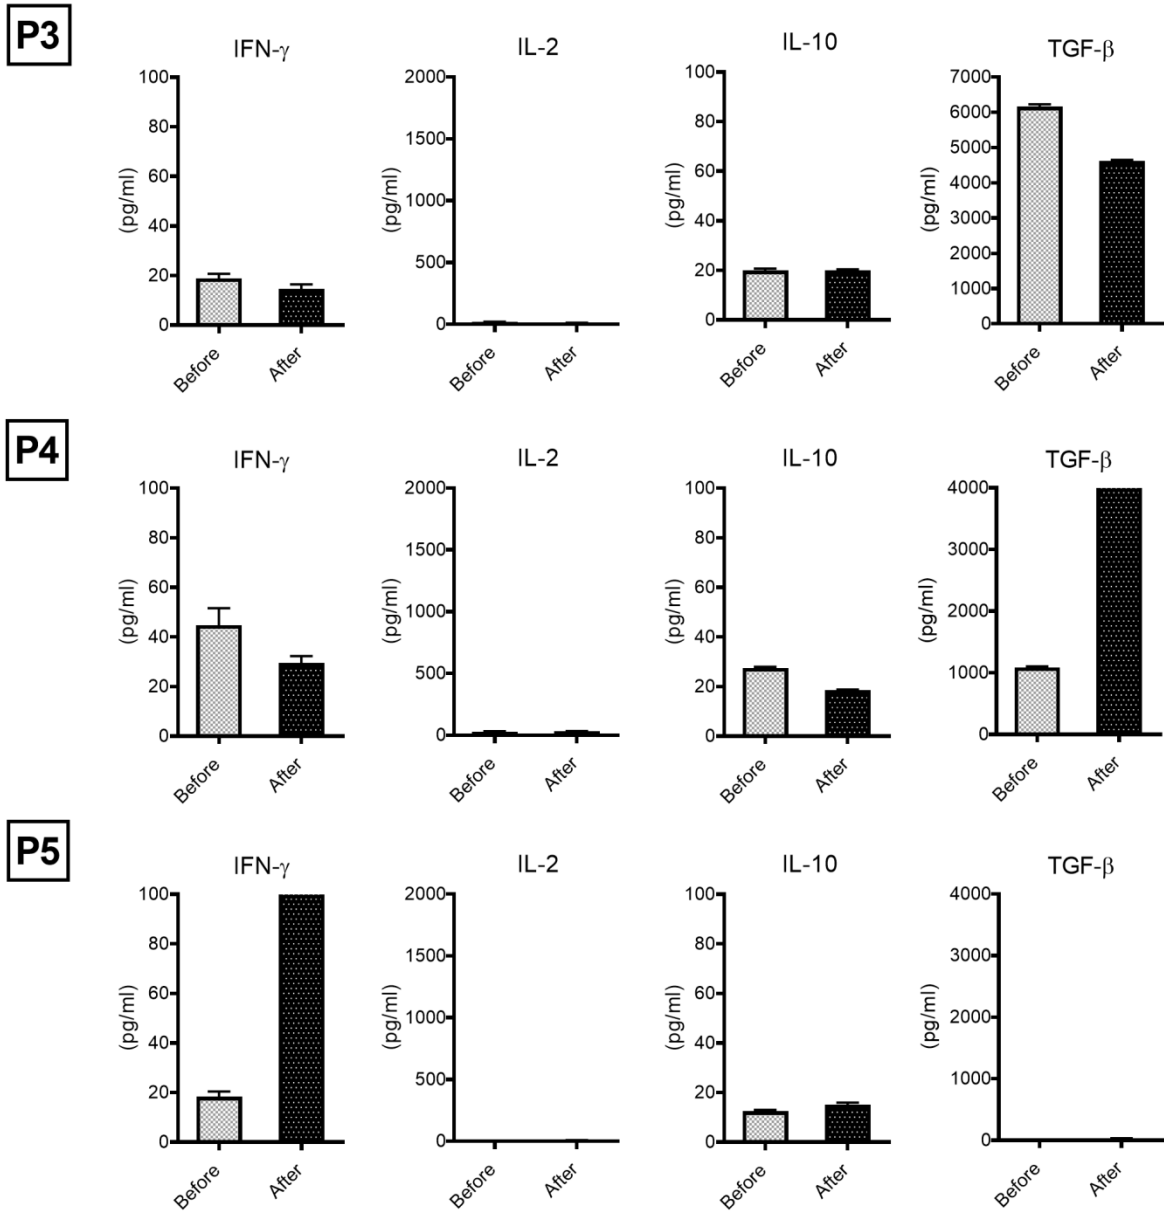 P3
IFN-γ
IL-2
IL-10
TGF-β
(pg/ml)
100
80
60
40
20
0
Before
After
(pg/ml)
2000
1500
1000
500
0
Before
After
(pg/ml)
100
80
60
40
20
0
Before
After
(pg/ml)
7000
6000
5000
4000
3000
2000
1000
0
Before
After
P4
IFN-γ
IL-2
IL-10
TGF-β
(pg/ml)
100
80
60
40
20
0
Before
After
(pg/ml)
2000
1500
1000
500
0
Before
After
(pg/ml)
100
80
60
40
20
0
Before
After
(pg/ml)
4000
3000
2000
1000
0
Before
After
P5
IFN-γ
IL-2
IL-10
TGF-β
(pg/ml)
100
80
60
40
20
0
Before
After
(pg/ml)
2000
1500
1000
500
0
Before
After
(pg/ml)
100
80
60
40
20
0
Before
After
(pg/ml)
4000
3000
2000
1000
0
Before
After